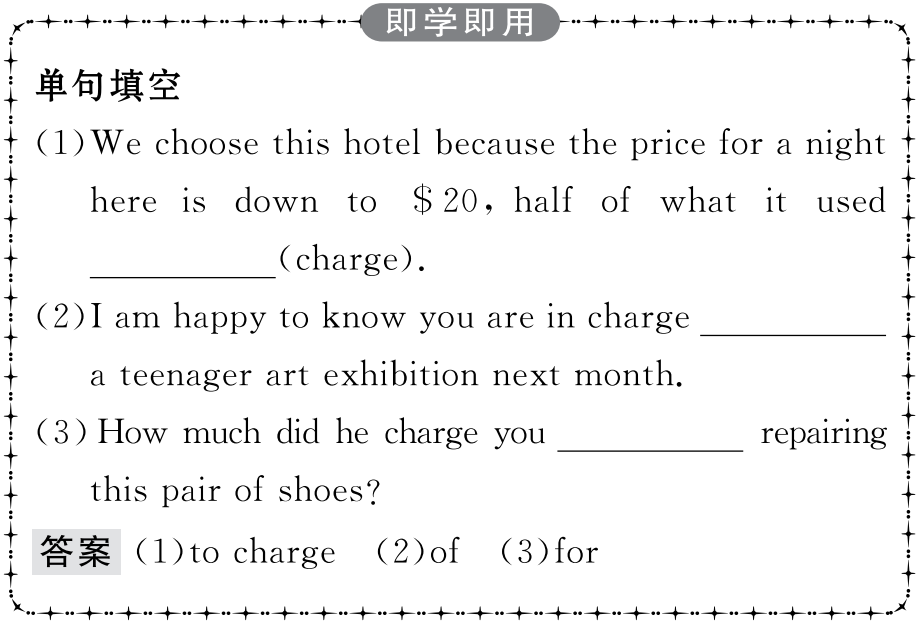 即学即用
单句填空
(1)We choose this hotel because the price for a night
here is down to ＄20, half of what it used
__________(charge).
(2)I am happy to know you are in charge __________
a teenager art exhibition next month.
(3)How much did he charge you __________ repairing
this pair of shoes?
答案 (1)to charge (2)of (3)for